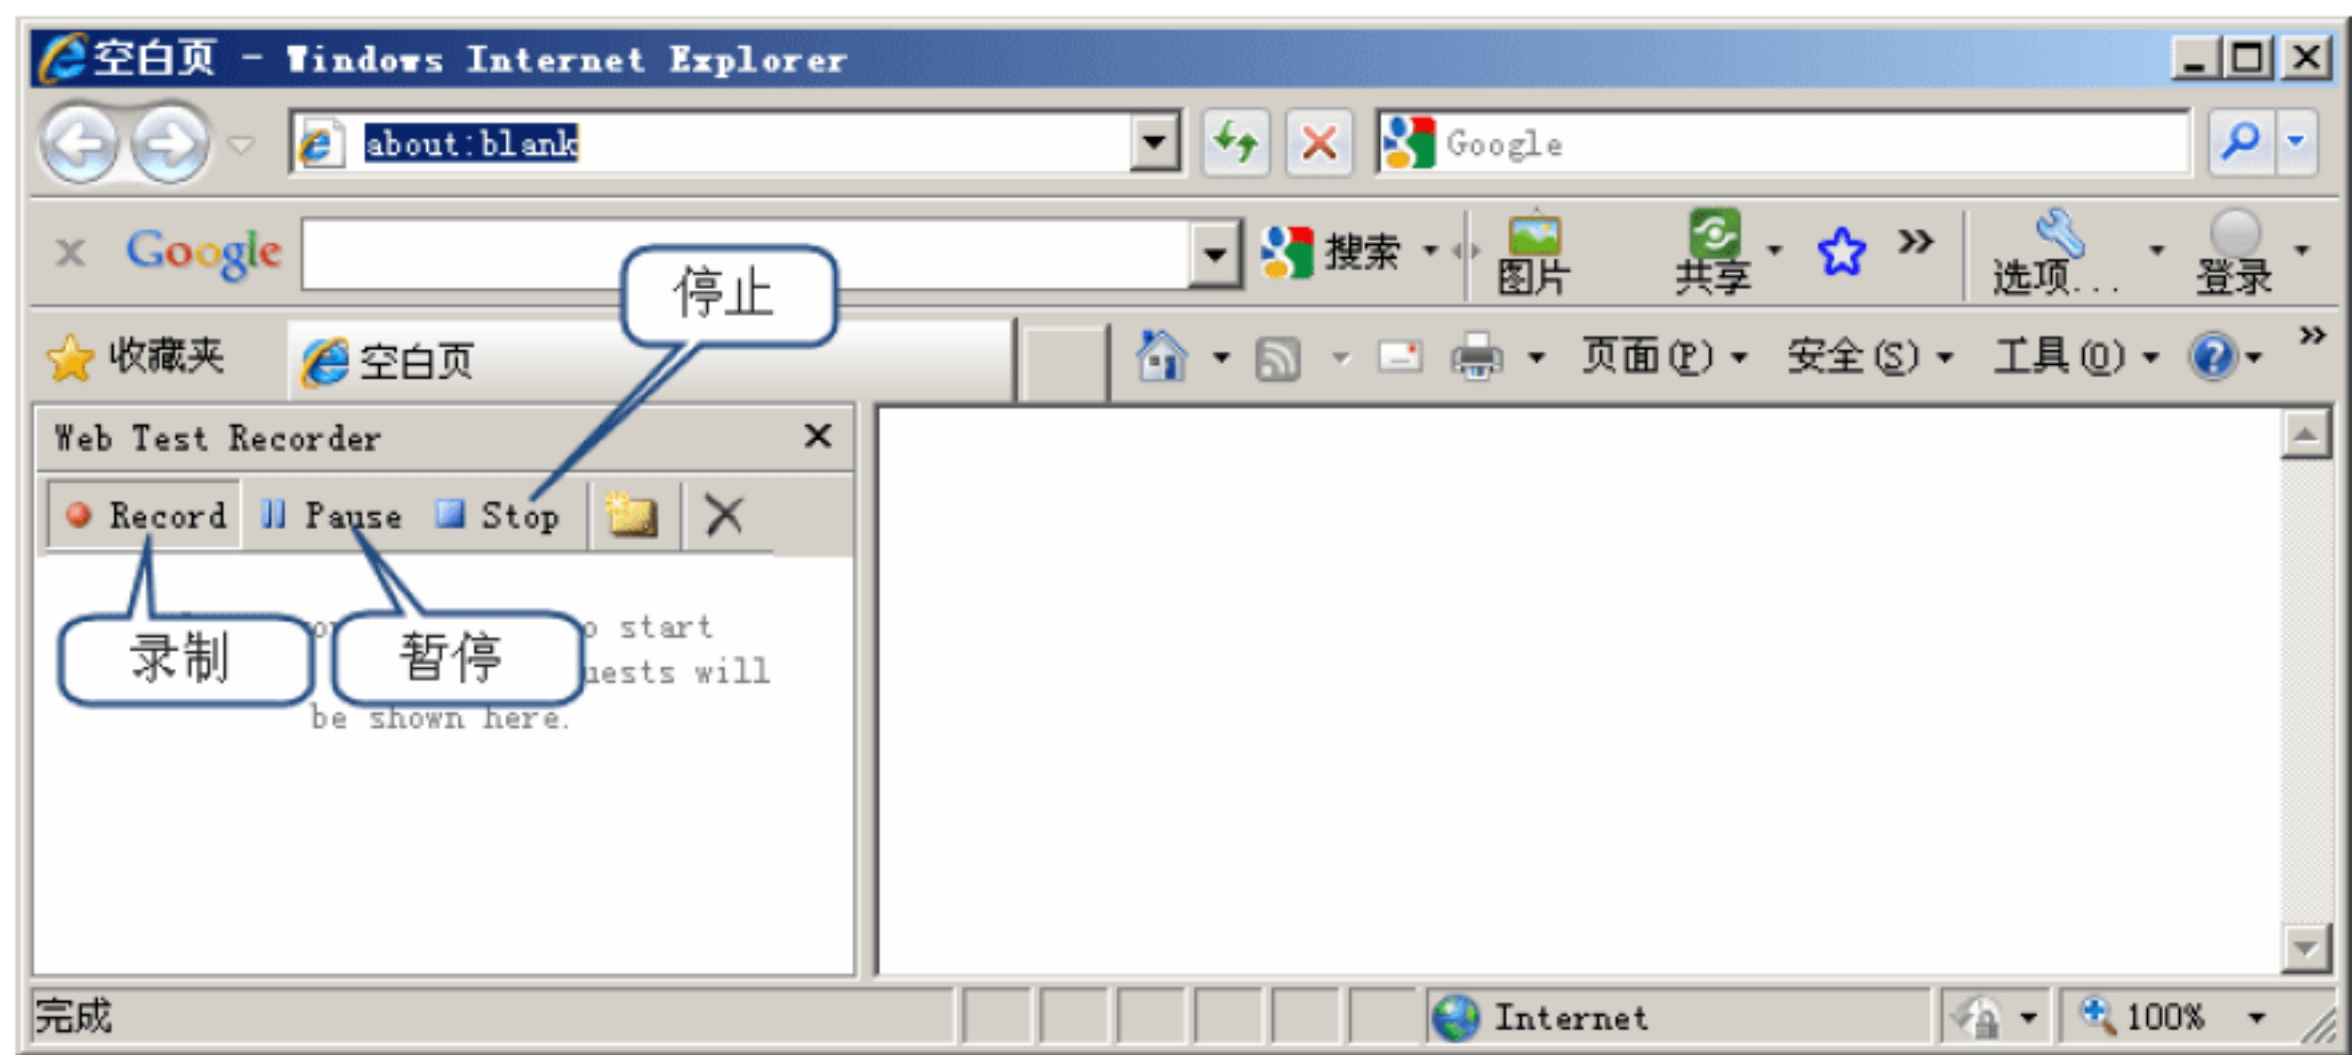 空白页 - Windows Internet Explorer
about:blank
Google
Google
搜索
图片
共享
选项...
登录
收藏夹
空白页
页面(P)
安全(S)
工具(O)
停止
Web Test Recorder
Record Pause Stop
录制
暂停
start
will
be shown here.
完成
Internet
100%